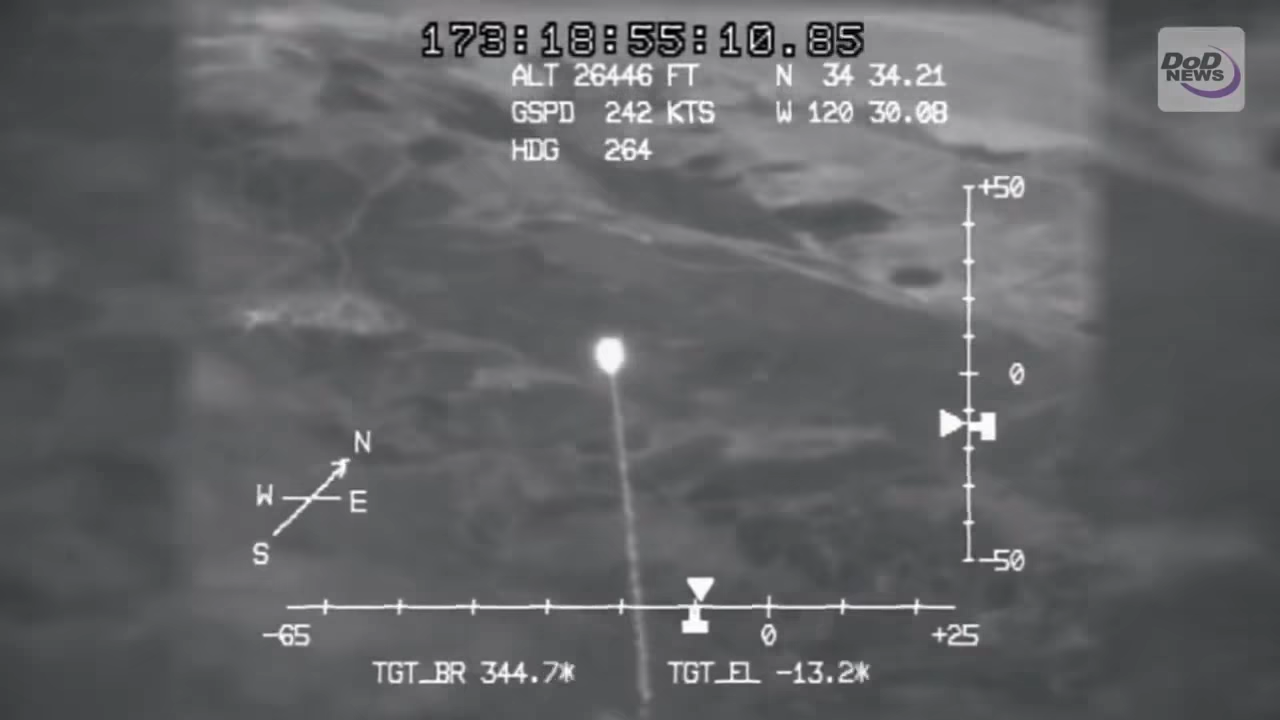 173:18:55:10.85
DoD
NEWS
ALT 26446 FT N 34 34.21
GSPD 242 KTS W 120 30.08
HDG 264
+50
0
-50
N
W E
S
-65 0 +25
TGT_BR 344.7* TGT_EL -13.2*